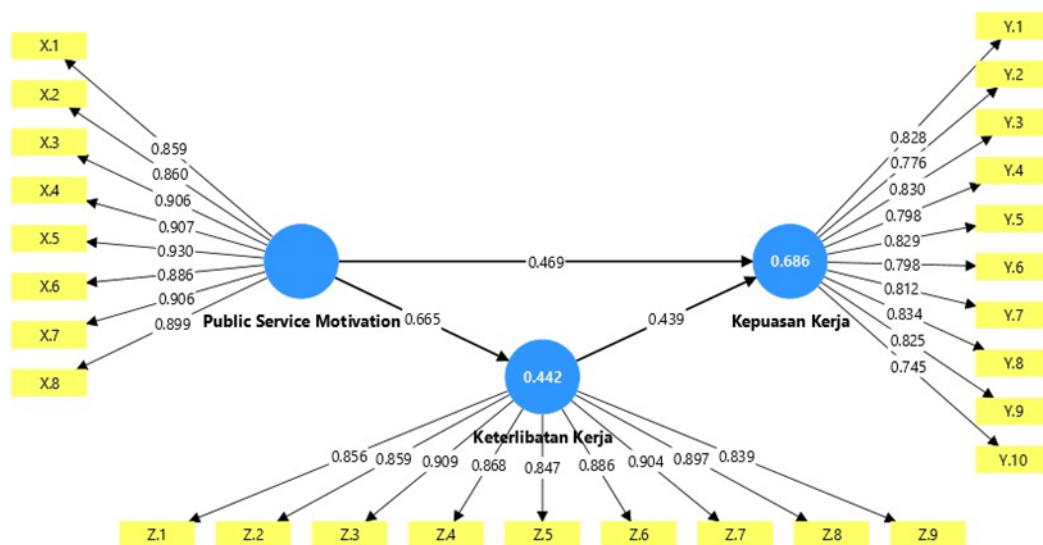 X.1
X.2
X.3
X.4
X.5
X.6
X.7
X.8
0.859
0.860
0.906
0.907
0.930
0.886
0.906
0.899
Public Service Motivation
0.665
0.469
0.442
Keterlibatan Kerja
0.439
0.686
Kepuasan Kerja
0.828
0.776
0.830
0.798
0.829
0.798
0.812
0.834
0.825
0.745
Y.1
Y.2
Y.3
Y.4
Y.5
Y.6
Y.7
Y.8
Y.9
Y.10
0.856
0.859
0.909
0.868
0.847
0.886
0.904
0.897
0.839
Z.1
Z.2
Z.3
Z.4
Z.5
Z.6
Z.7
Z.8
Z.9